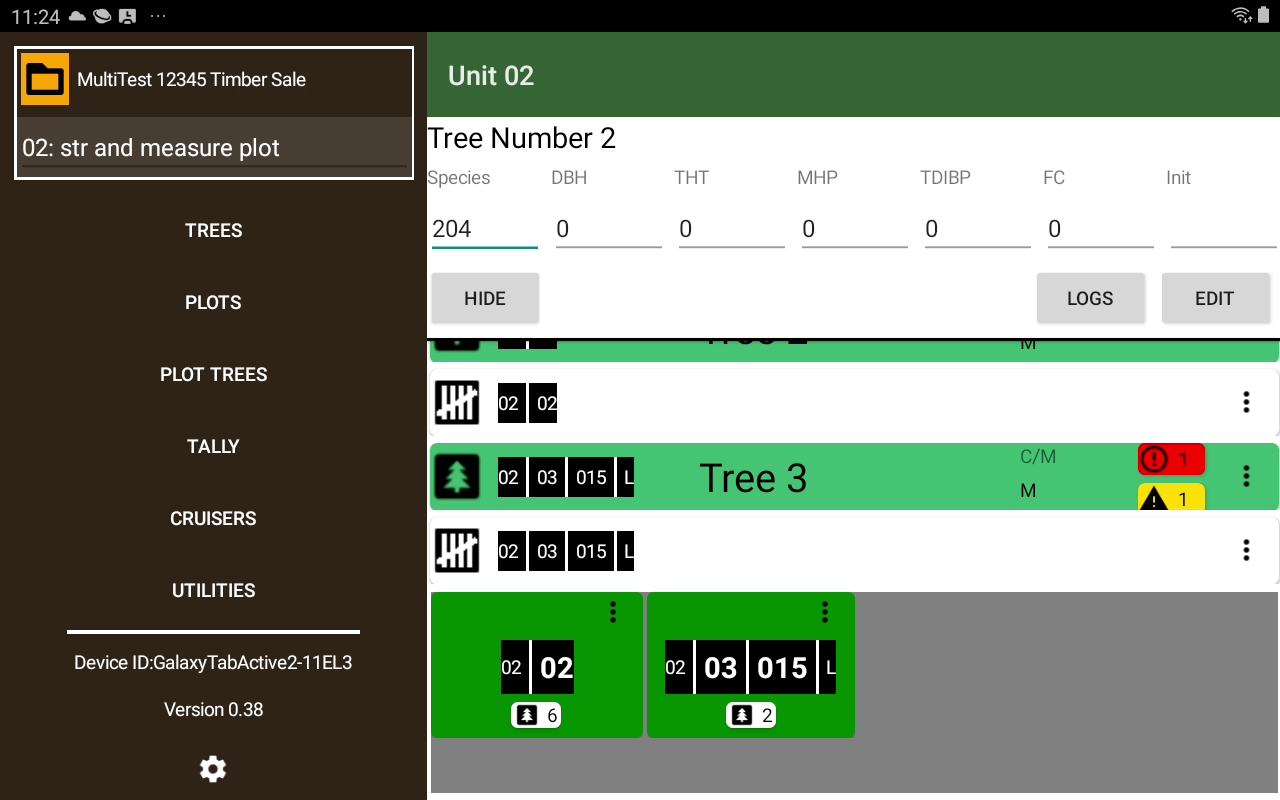 11:24 ...
MultiTest 12345 Timber Sale
02: str and measure plot
TREES
PLOTS
PLOT TREES
TALLY
CRUISERS
UTILITIES
Device ID:GalaxyTabActive2-11EL3
Version 0.38
Unit 02
Tree Number 2
Species DBH THT MHP TDIBP FC Init
204 0 0 0 0 0
HIDE LOGS EDIT
M
02 02
02 03 015 L Tree 3 C/M M 1 1
02 03 015 L
02 02
6
02 03 015 L
2